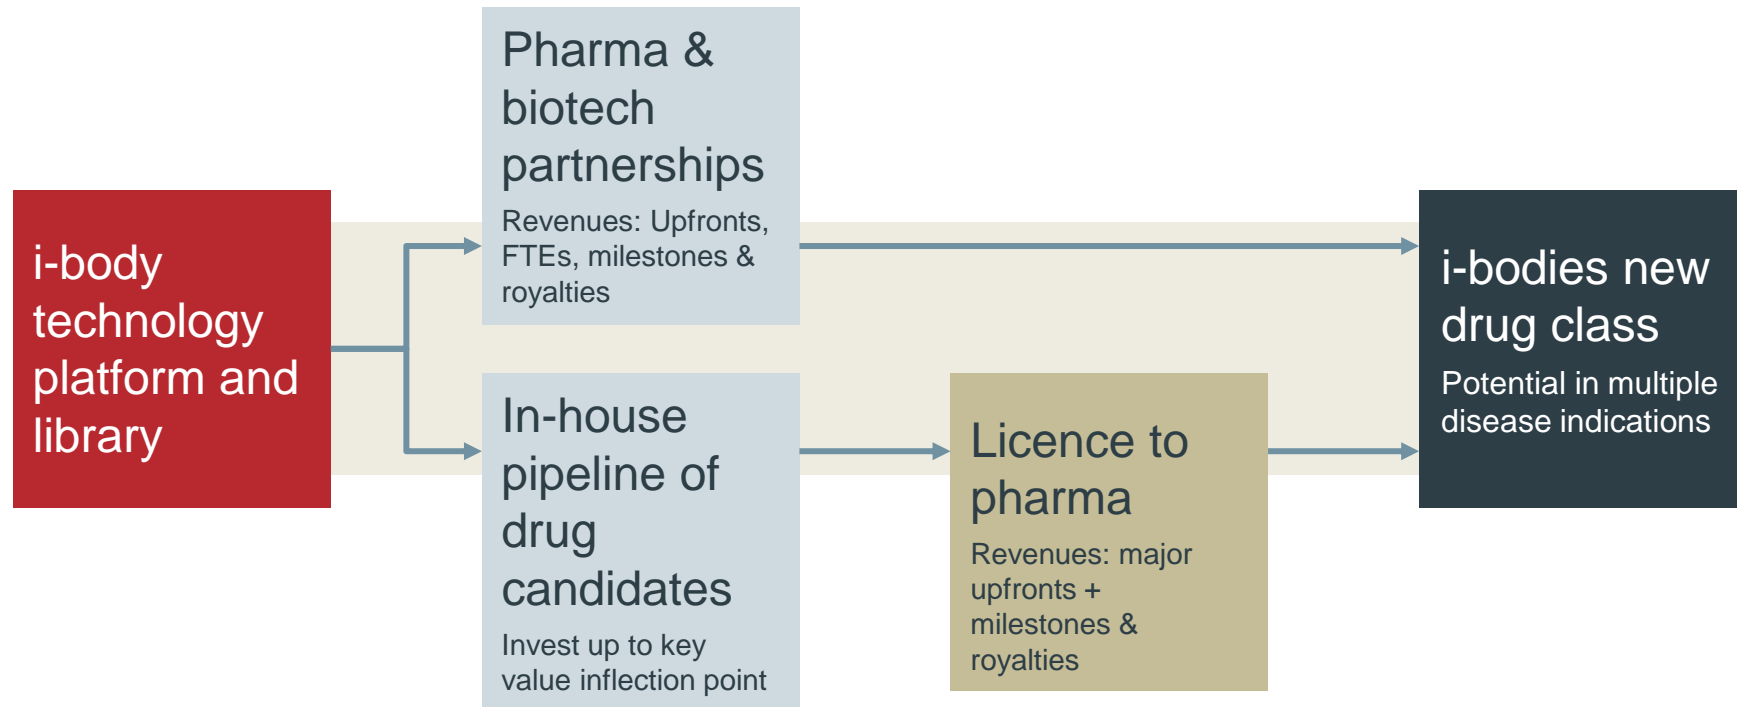 i-body
technology
platform and
library
Pharma &
biotech
partnerships
Revenues: Upfronts,
FTEs, milestones &
royalties
In-house
pipeline of
drug
candidates
Invest up to key
value inflection point
Licence to
pharma
Revenues: major
upfronts +
milestones &
royalties
i-bodies new
drug class
Potential in multiple
disease indications